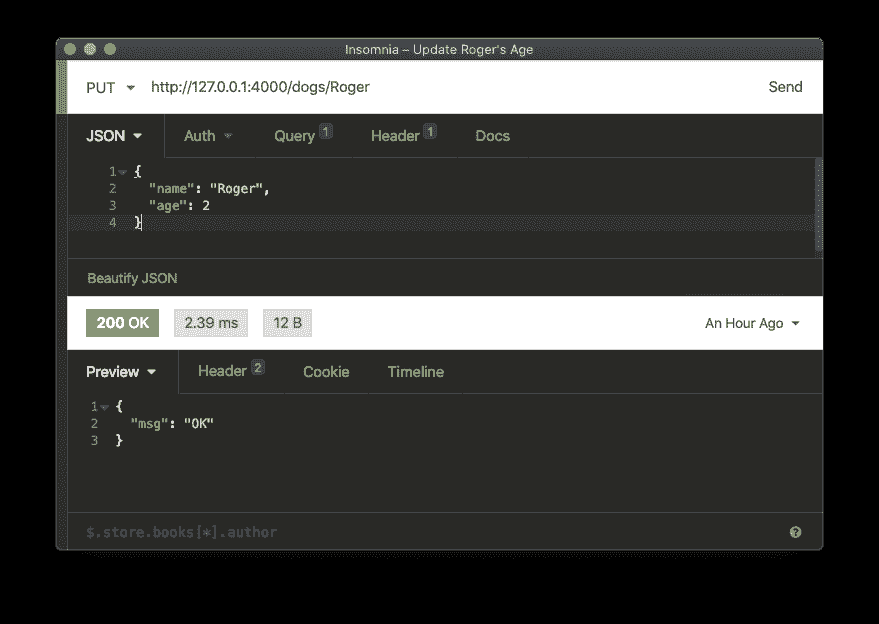 Insomnia – Update Roger's Age
PUT http://127.0.0.1:4000/dogs/Roger Send
JSON Auth Query 1 Header 1 Docs
1 {
2 "name": "Roger",
3 "age": 2
4 }
Beautify JSON
200 OK 2.39 ms 12 B An Hour Ago
Preview Header 2 Cookie Timeline
1 {
2 "msg": "OK"
3 }
$.store.books[*].author ?